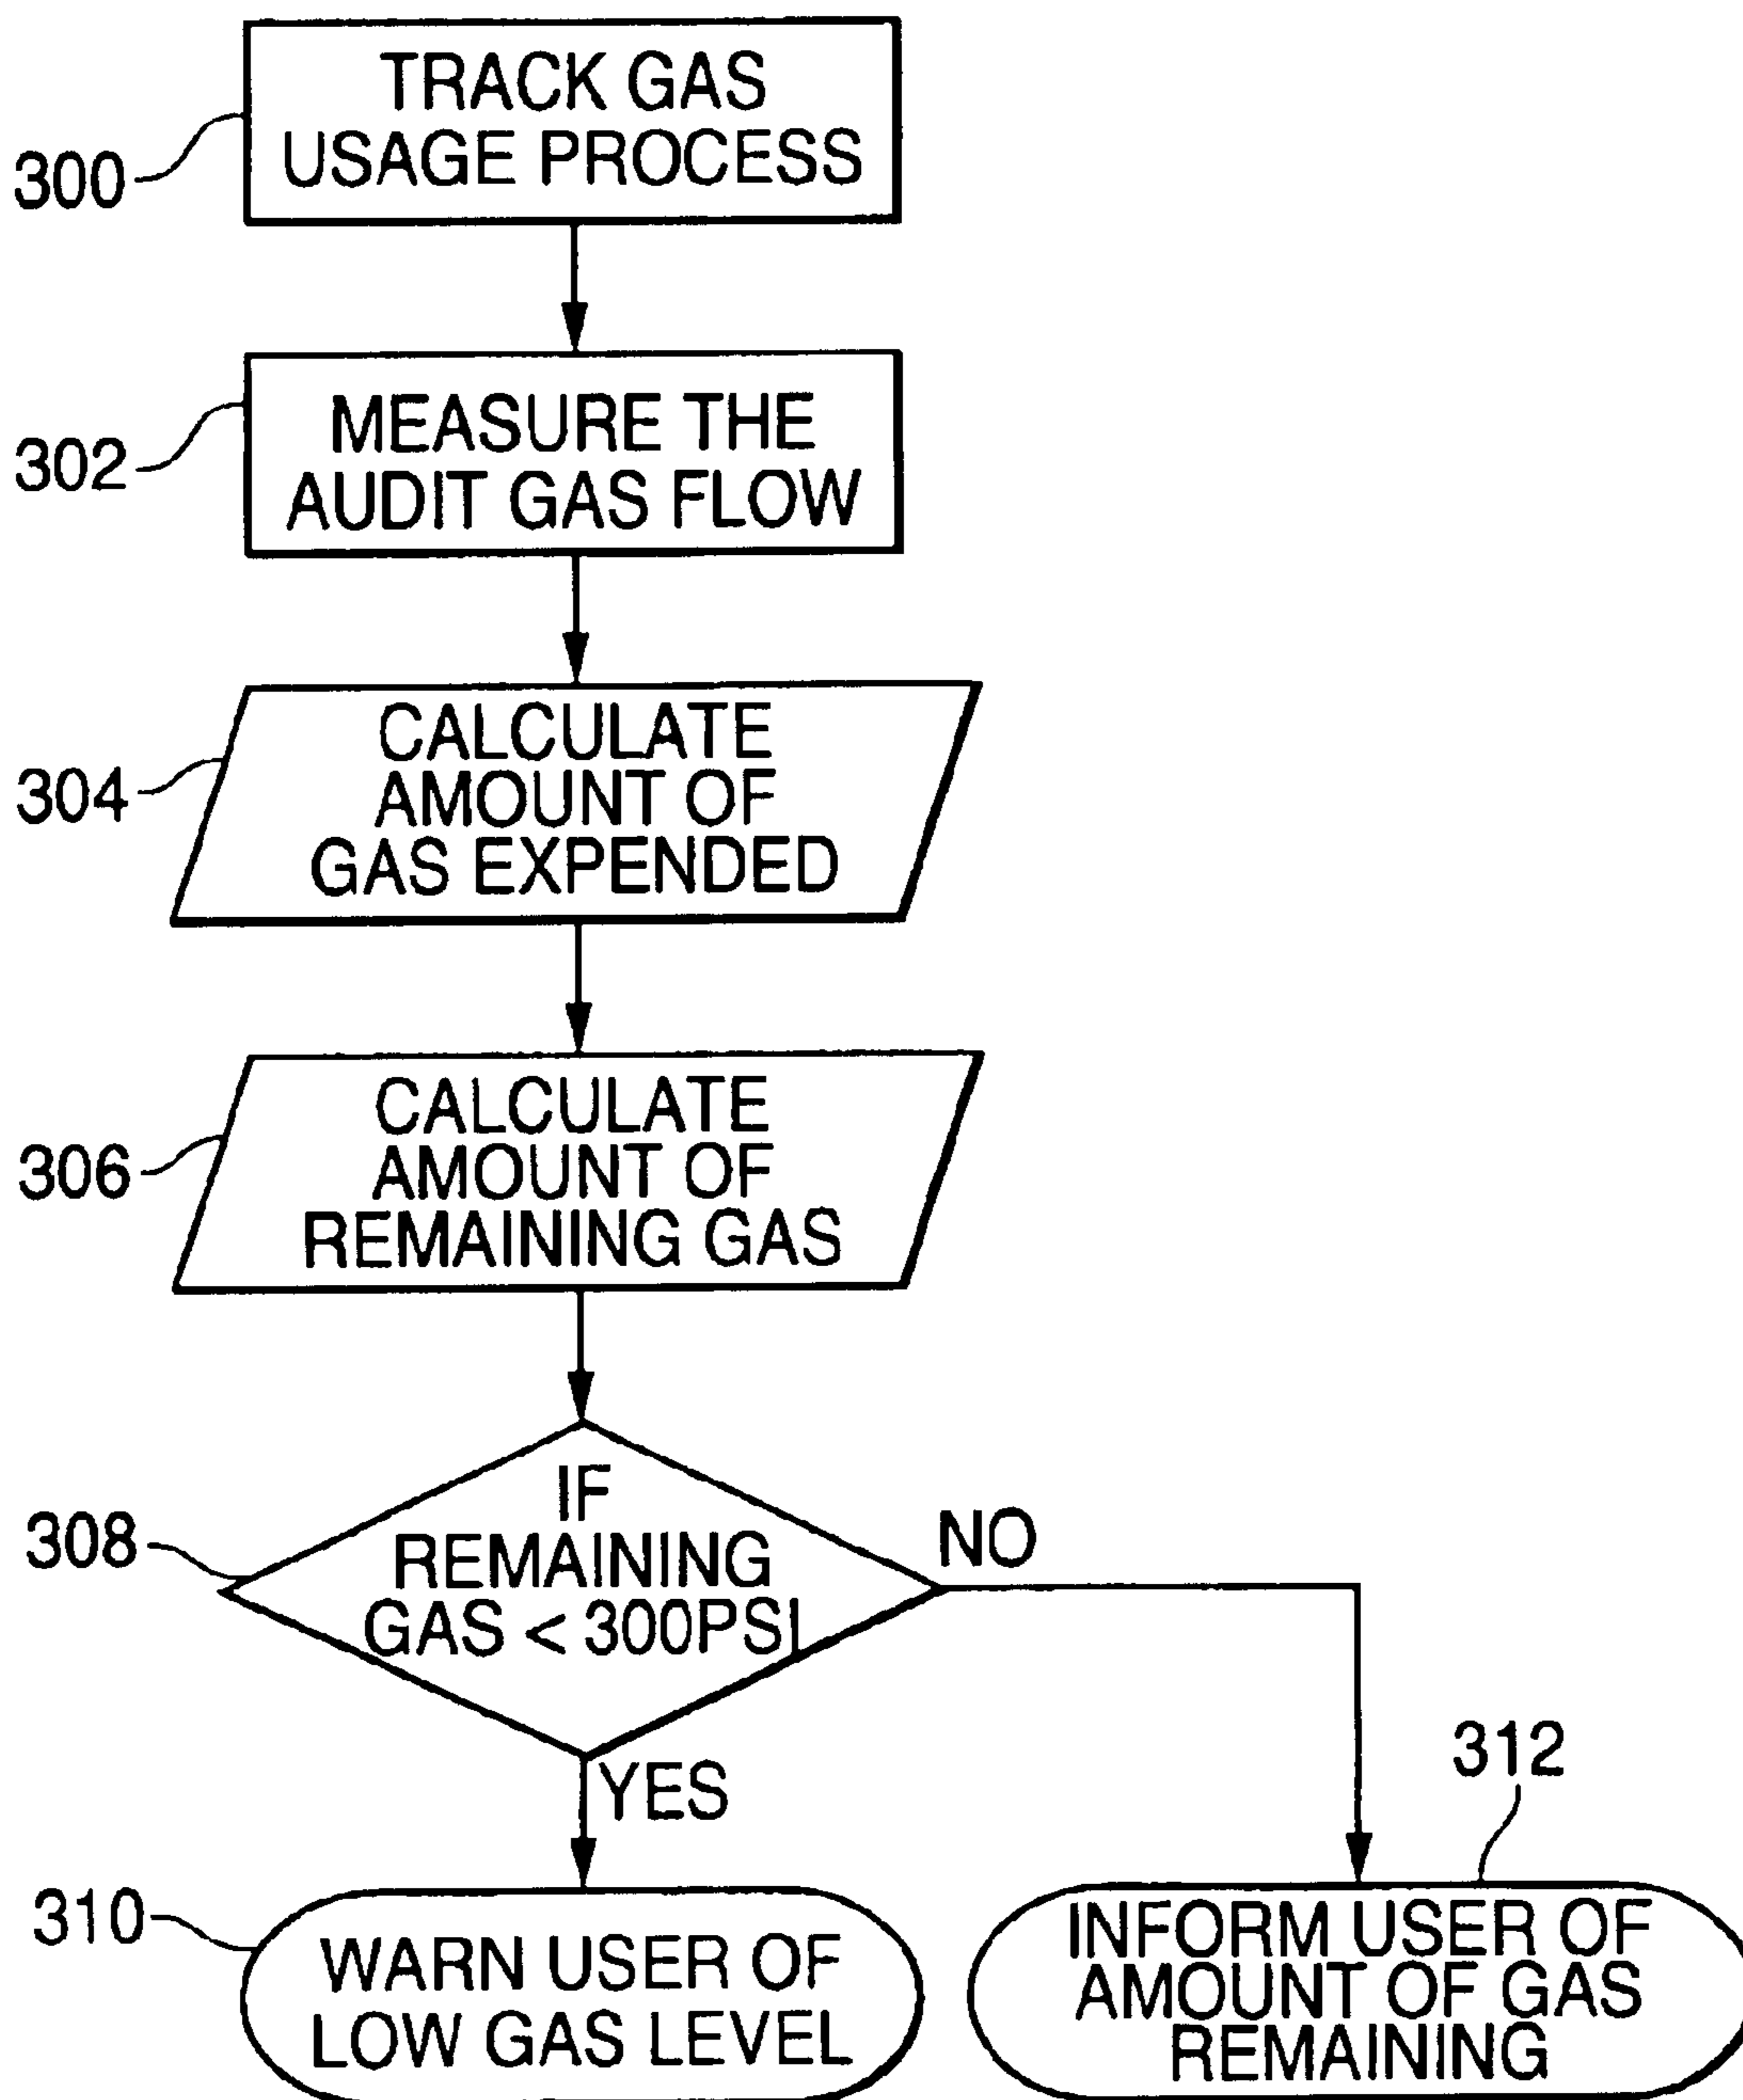 TRACK GAS
USAGE PROCESS
300
MEASURE THE
AUDIT GAS FLOW
302
CALCULATE
AMOUNT OF
GAS EXPENDED
304
CALCULATE
AMOUNT OF
REMAINING GAS
306
IF
REMAINING
GAS < 300PSI
308
NO
YES
312
310
WARN USER OF
LOW GAS LEVEL
INFORM USER OF
AMOUNT OF GAS
REMAINING